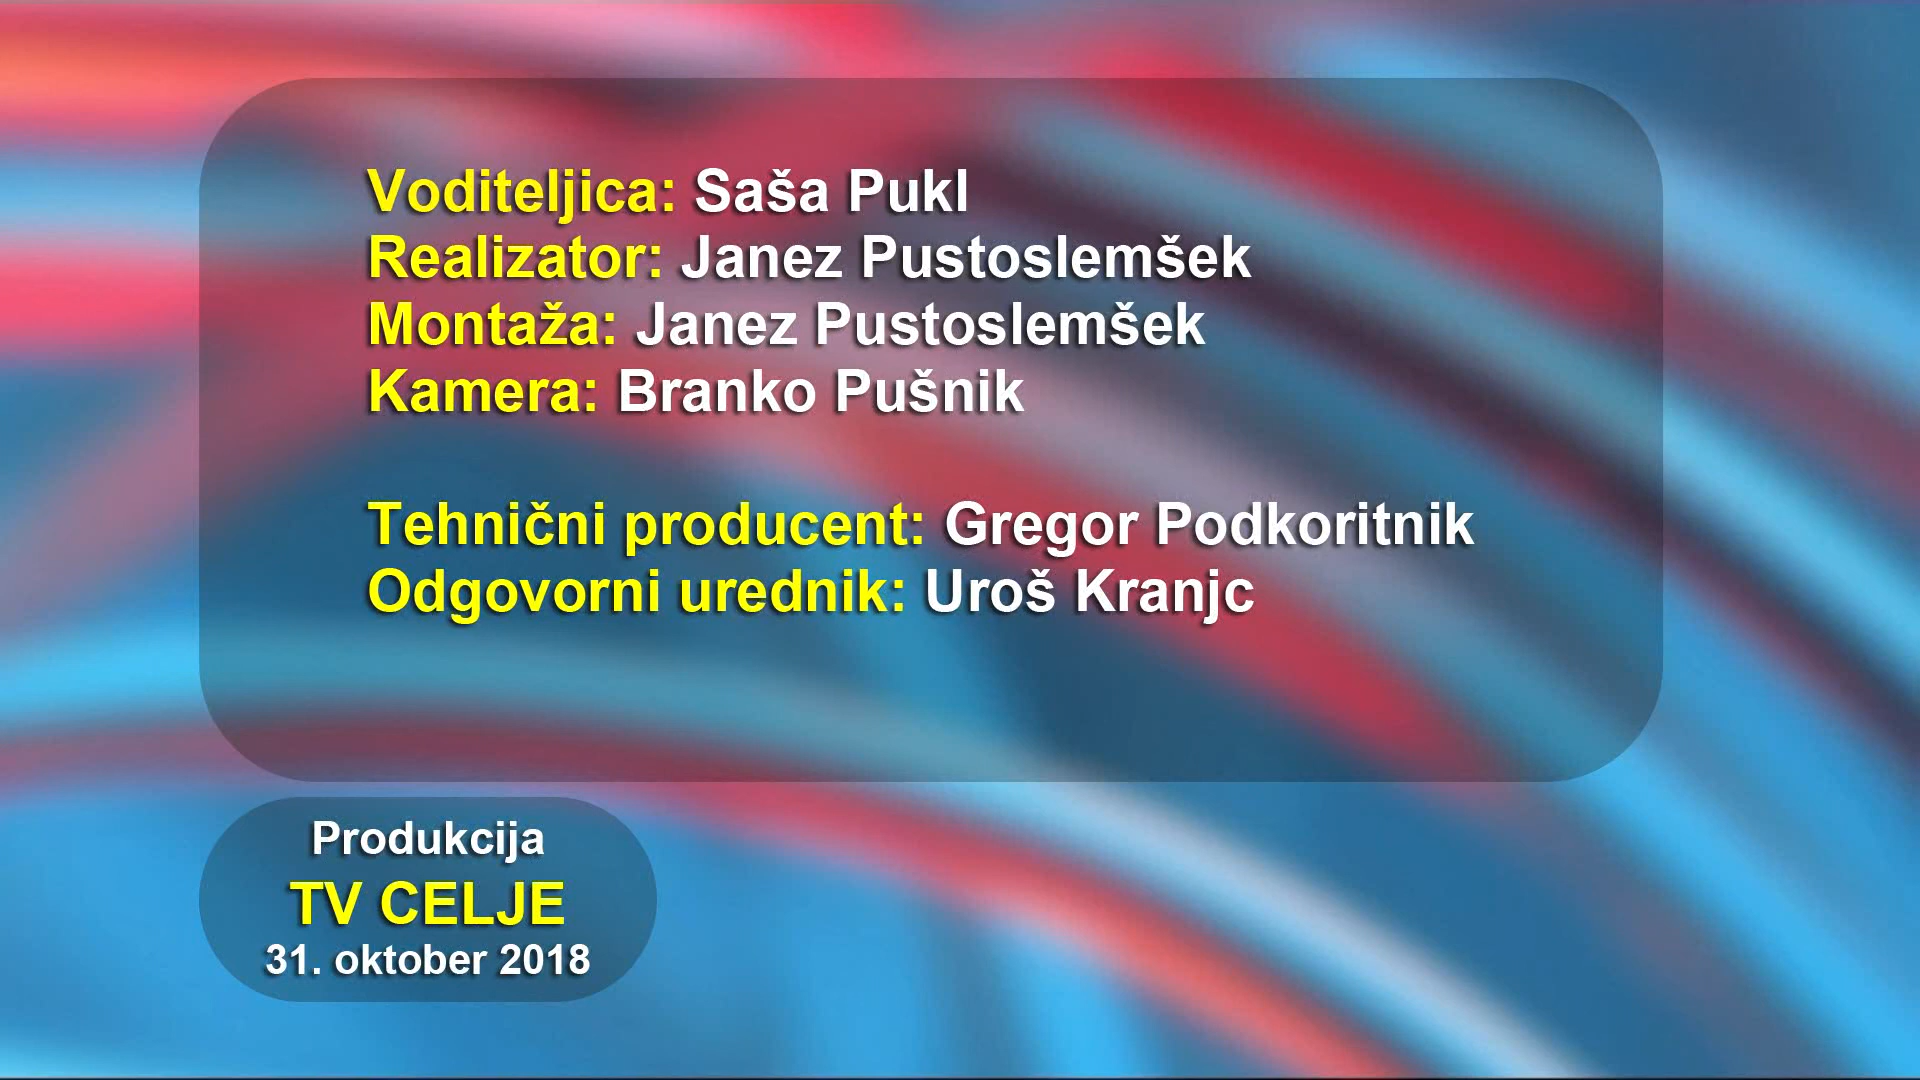 Voditeljica: Saša Pukl
Realizator: Janez Pustoslemšek
Montaža: Janez Pustoslemšek
Kamera: Branko Pušnik
Tehnični producent: Gregor Podkoritnik
Odgovorni urednik: Uroš Kranjc
Produkcija
TV CELJE
31. oktober 2018